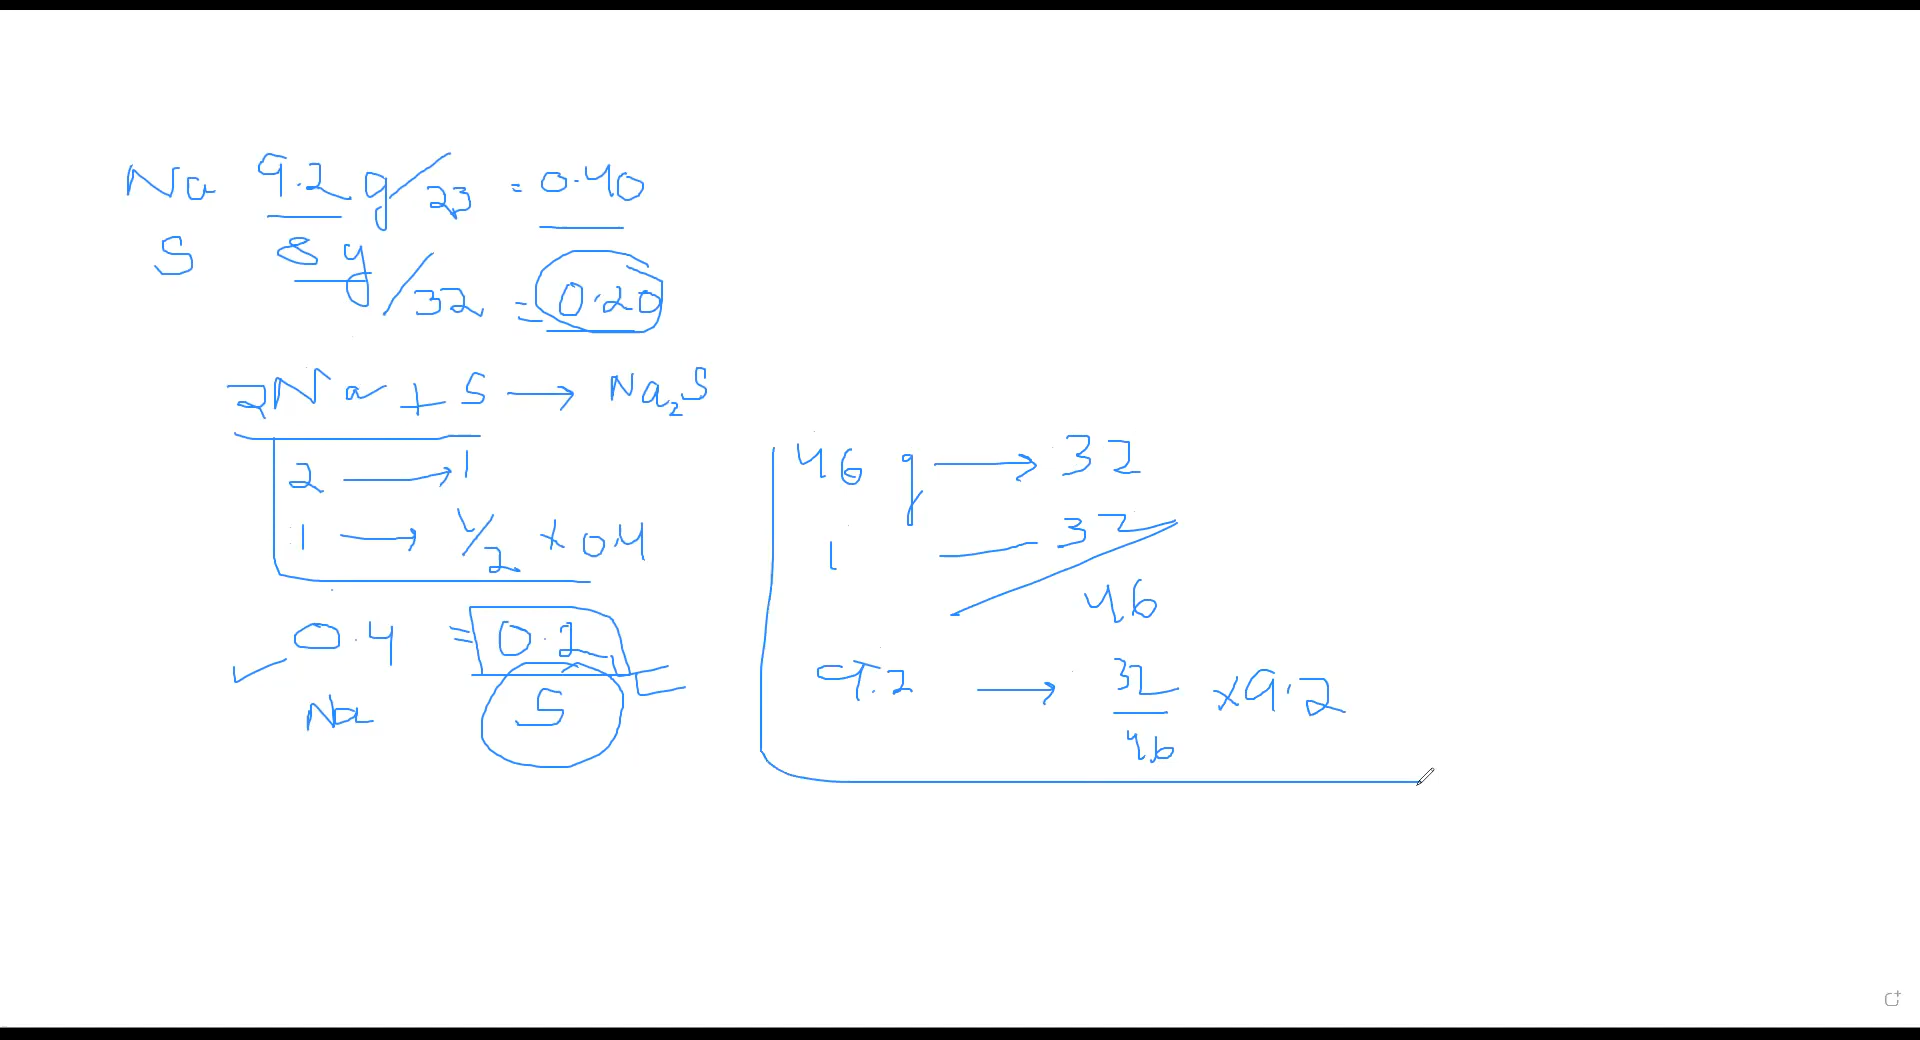 Na 9.2 g/23 = 0.40
S 8g/32 = 0.20
2Na + S → Na₂S
2 → 1
1 → 1/2 × 0.4
0.4 = 0.2
Na S
46 g → 32
1 — 32/46
9.2 → 32/46 × 9.2